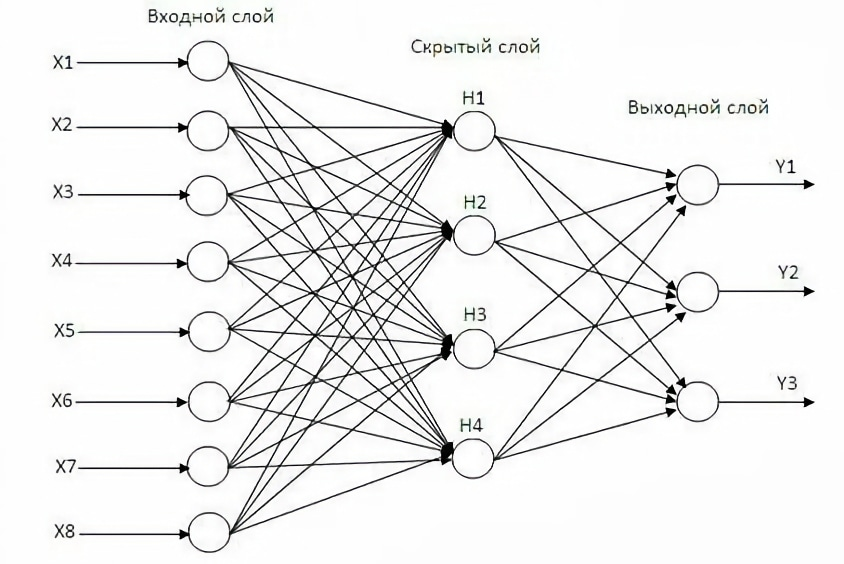 Входной слой
Скрытый слой
Выходной слой
X1
X2
X3
X4
X5
X6
X7
X8
H1
H2
H3
H4
Y1
Y2
Y3